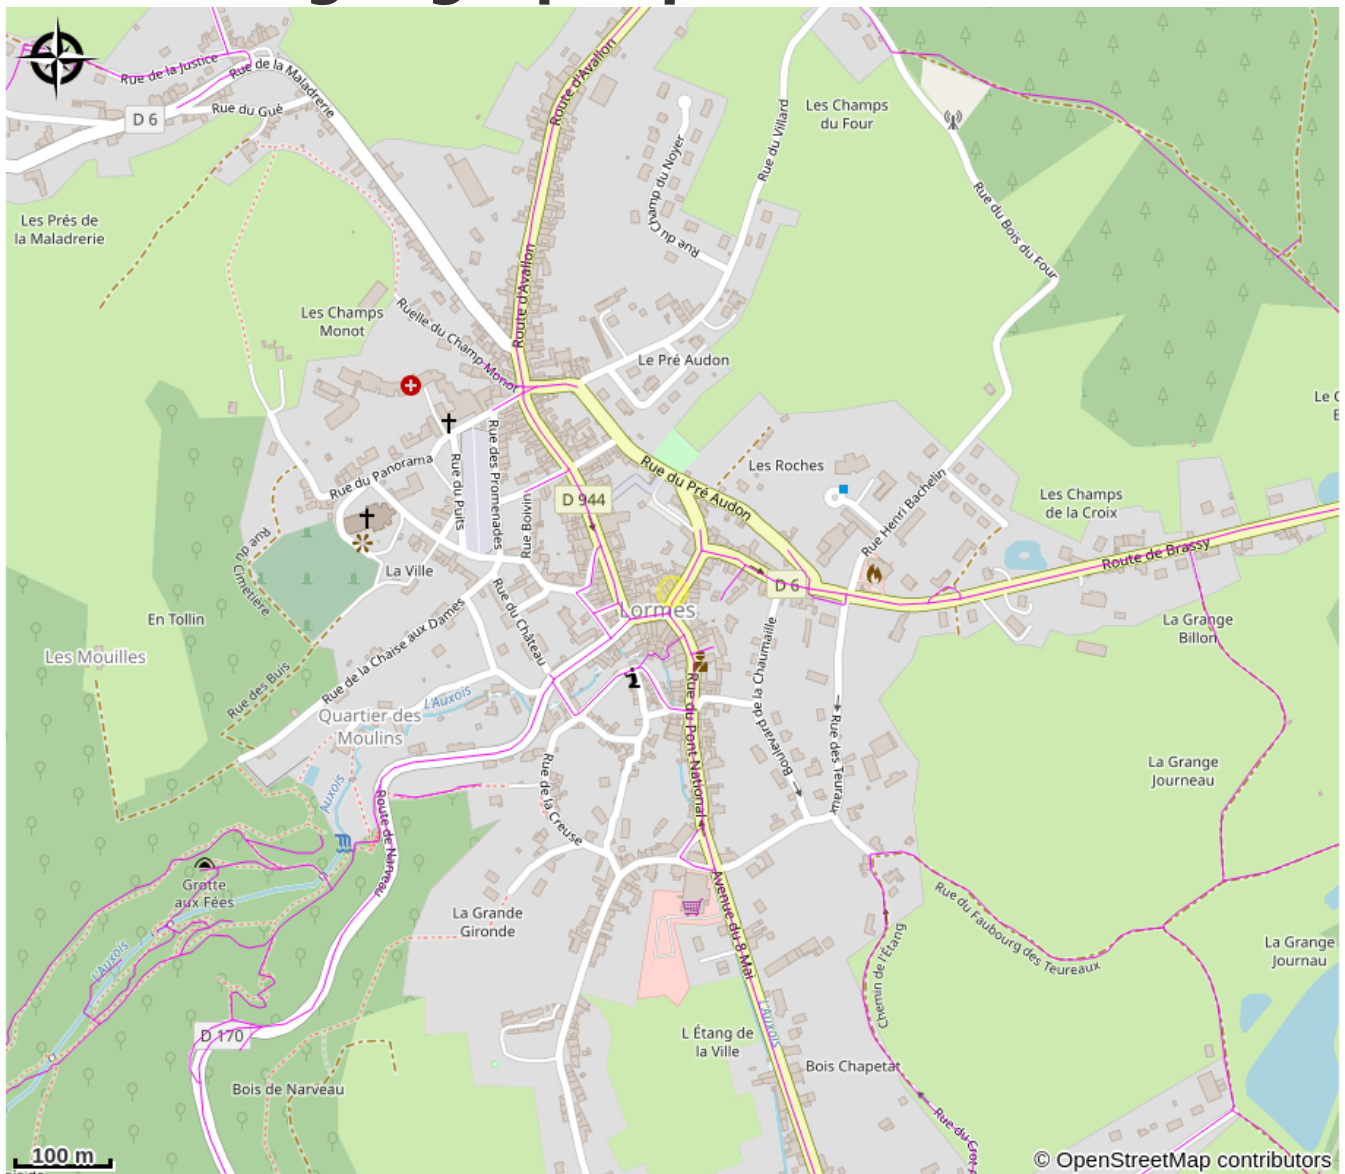 Rue de la Justice
Rue de la Maladrerie
Rue du Gué
D 6
Route d'Avallon
Les Champs
du Four
Rue du Villard
Rue du Champ du Noyer
Rue du Bois du Four
Les Prés de
la Maladrerie
Route d'Avallon
Les Champs
Monot
Ruelle du Champ Monot
Le Pré Audon
Rue du Panorama
Rue du Puits
Rue des Promenades
Rue Bivoin
D 944
Rue du Pré Audon
Les Roches
Rue Henri Bachelin
Les Champs
de la Croix
Route de Brassy
Rue du
Cimetière
La Ville
En Tollin
Les Mouilles
Rue des Buis
Rue de la Chaise aux Dames
Rue du Château
Lormes
D 6
La Grange
Billon
L'Auxois
Quartier des
Moulins
Rue du Pont National
Boulevard de la Chaumaille
Rue des Teuraux
La Grange
Journeau
Auxois
Route de Narveau
Rue de la Creuse
Grotte
aux Fées
La Grande
Gironde
Avenue du 8 Mai
Rue du Faubourg des Teureaux
Chemin de l'Étang
La Grange
Journau
L'Auxois
D 170
L Étang de
la Ville
L'Auxois
Bois Chapetat
Bois de Narveau
Rue du Crot
100 m
© OpenStreetMap contributors